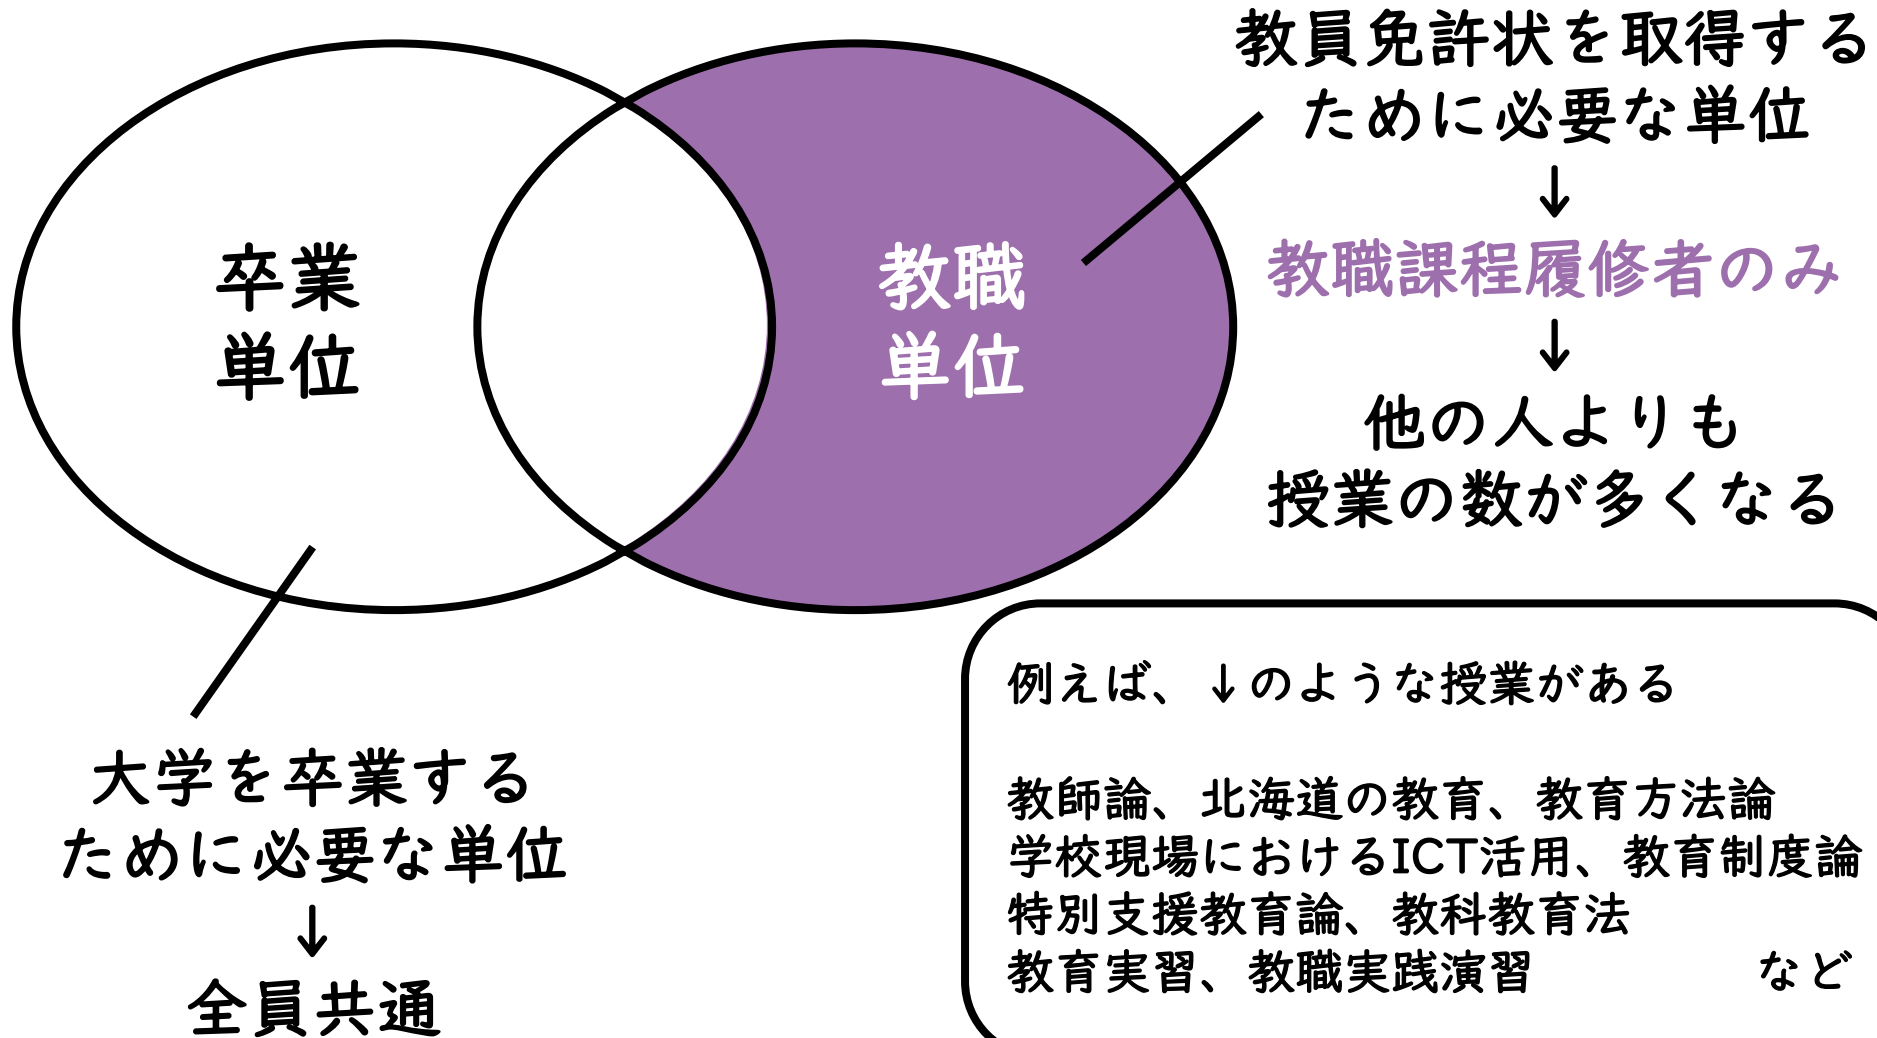 卒業
単位
教職
単位
教員免許状を取得する
ために必要な単位
↓
教職課程履修者のみ
↓
他の人よりも
授業の数が多くなる
大学を卒業する
ために必要な単位
↓
全員共通
例えば、↓のような授業がある
教師論、北海道の教育、教育方法論
学校現場におけるICT活用、教育制度論
特別支援教育論、教科教育法
教育実習、教職実践演習 など